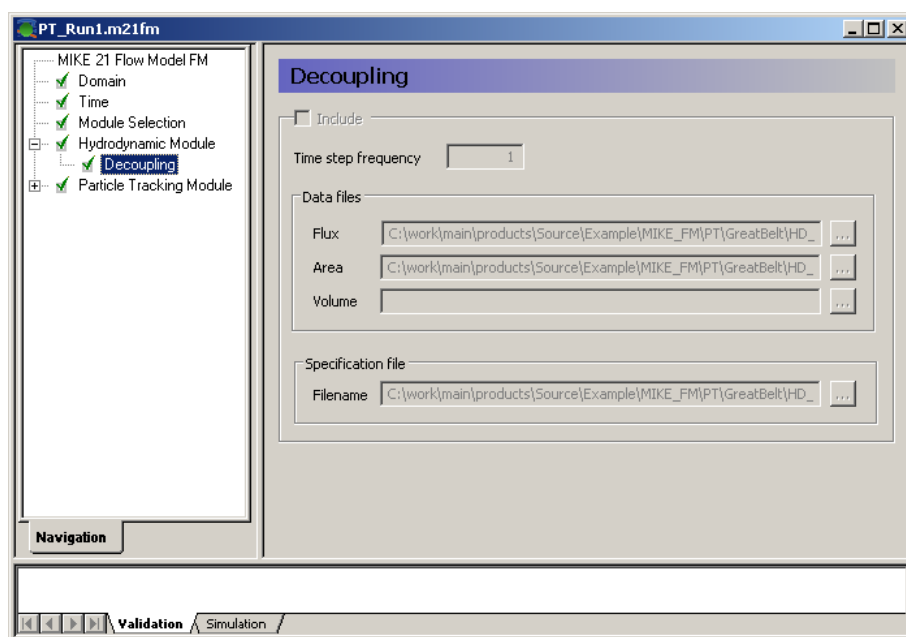 PT_Run1.m21fm
MIKE 21 Flow Model FM
Domain
Time
Module Selection
Hydrodynamic Module
Decoupling
Particle Tracking Module
Navigation
Decoupling
Include
Time step frequency 1
Data files
Flux C:\work\main\products\Source\Example\MIKE_FM\PT\GreatBelt\HD_ ...
Area C:\work\main\products\Source\Example\MIKE_FM\PT\GreatBelt\HD_ ...
Volume ...
Specification file
Filename C:\work\main\products\Source\Example\MIKE_FM\PT\GreatBelt\HD_ ...
Validation Simulation